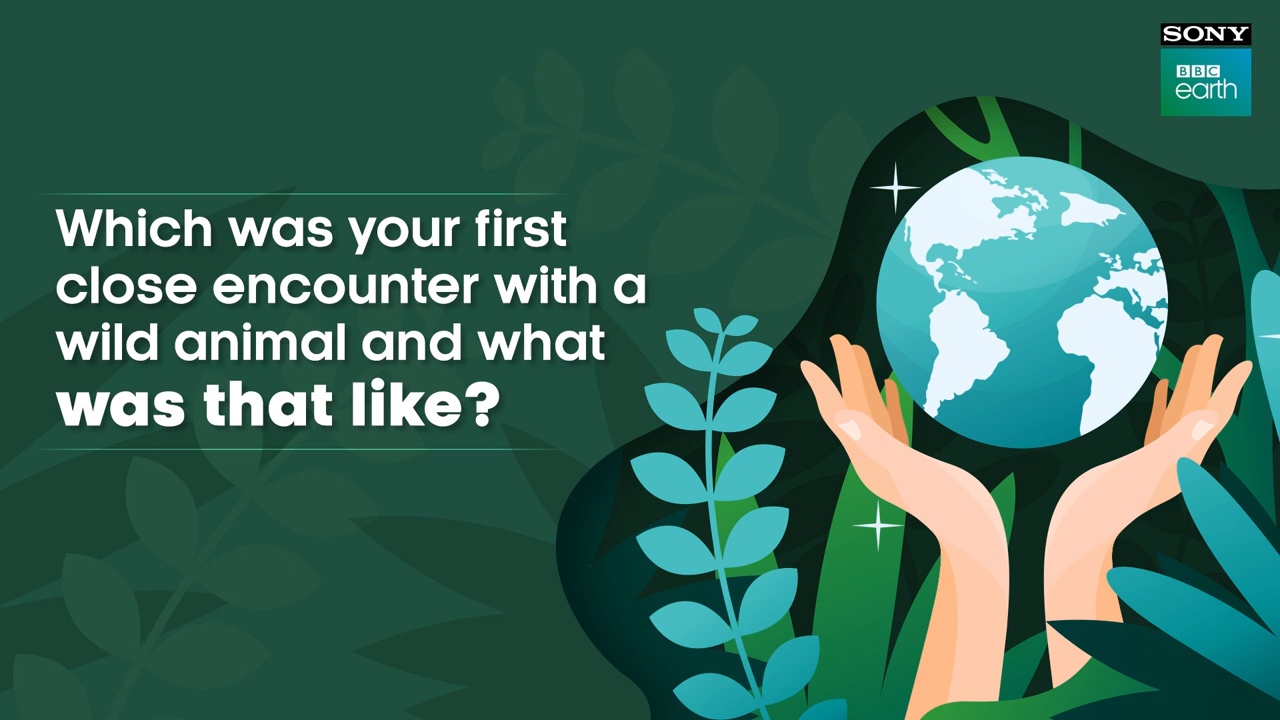 SONY
BBC
earth
Which was your first
close encounter with a
wild animal and what
was that like?